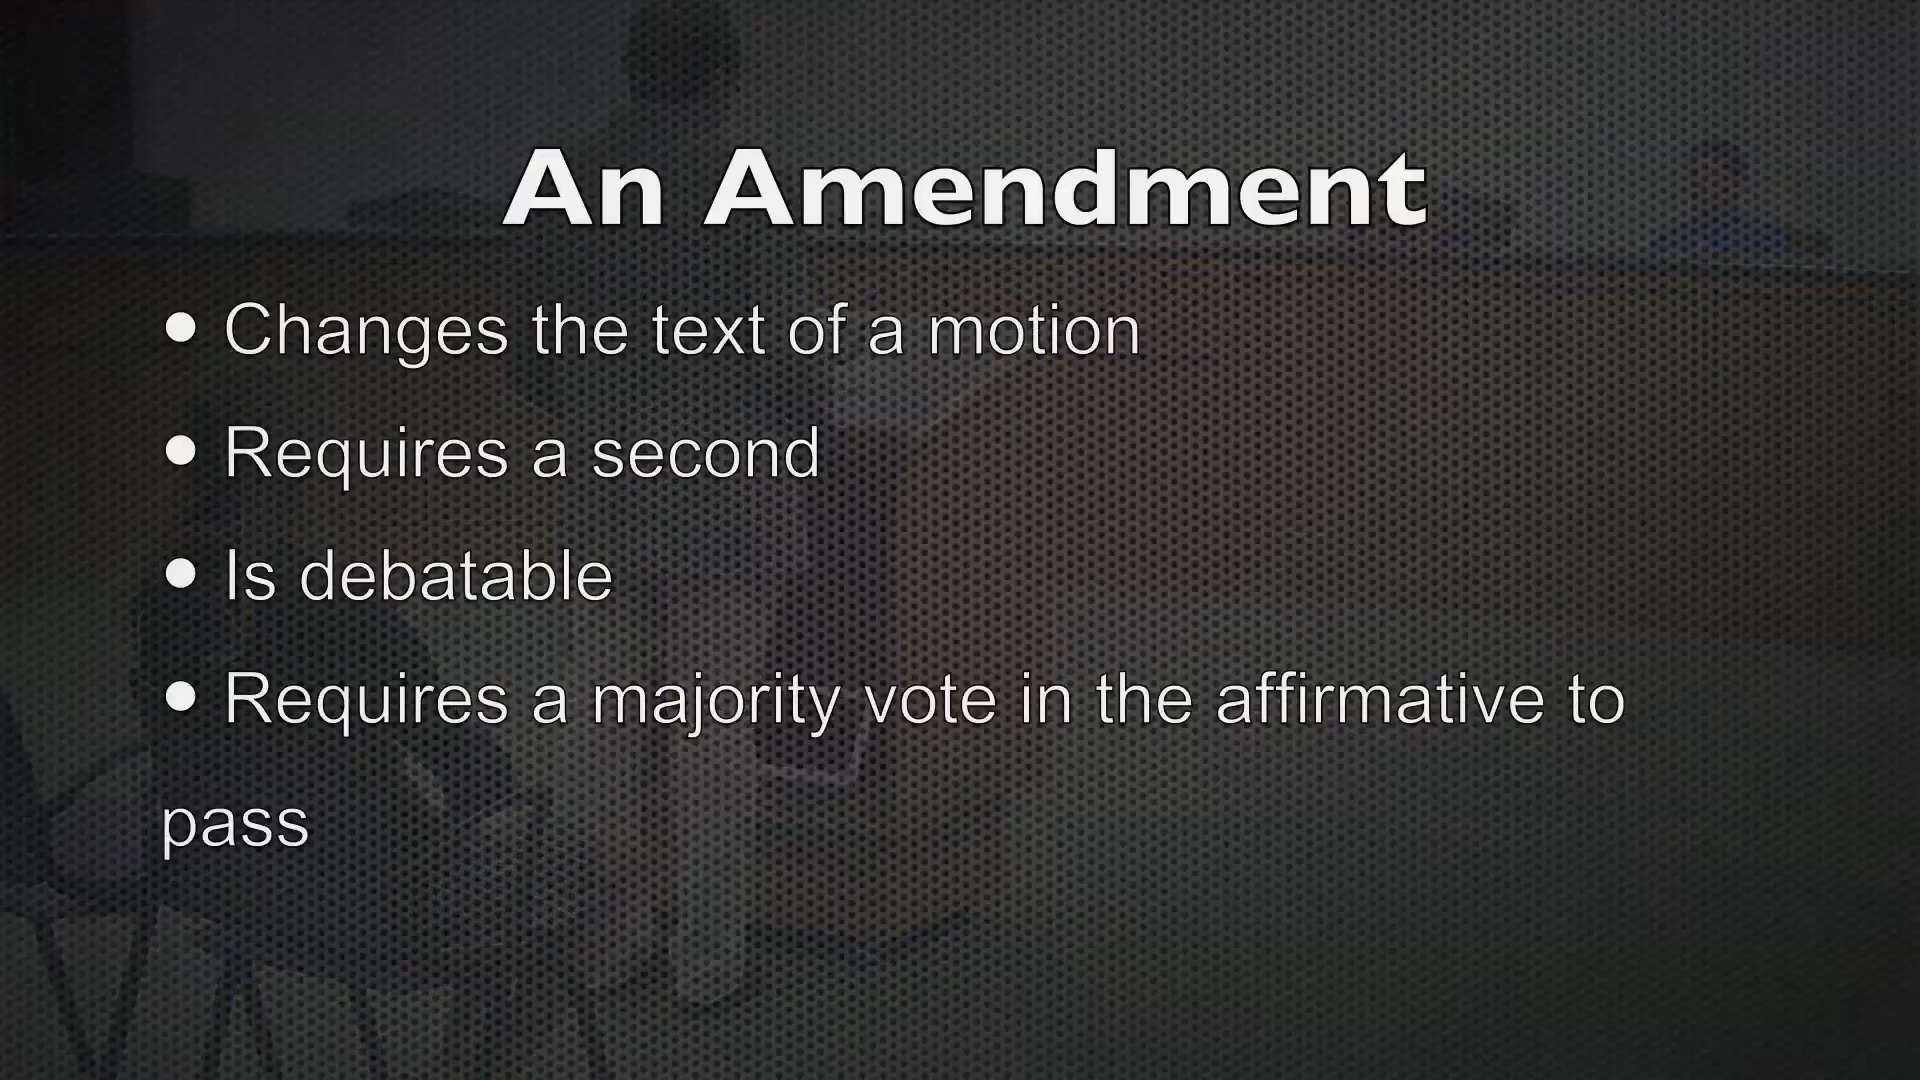 An Amendment
• Changes the text of a motion
• Requires a second
• Is debatable
• Requires a majority vote in the affirmative to
pass